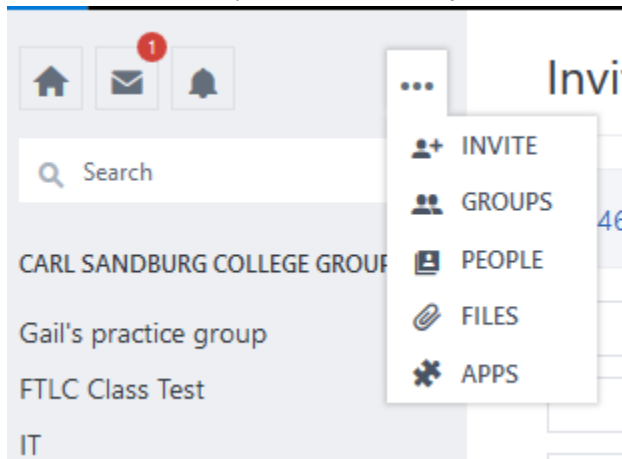 1
Invi
Search
INVITE
GROUPS
46
PEOPLE
FILES
APPS
CARL SANDBURG COLLEGE GROUP
Gail's practice group
FTLC Class Test
IT